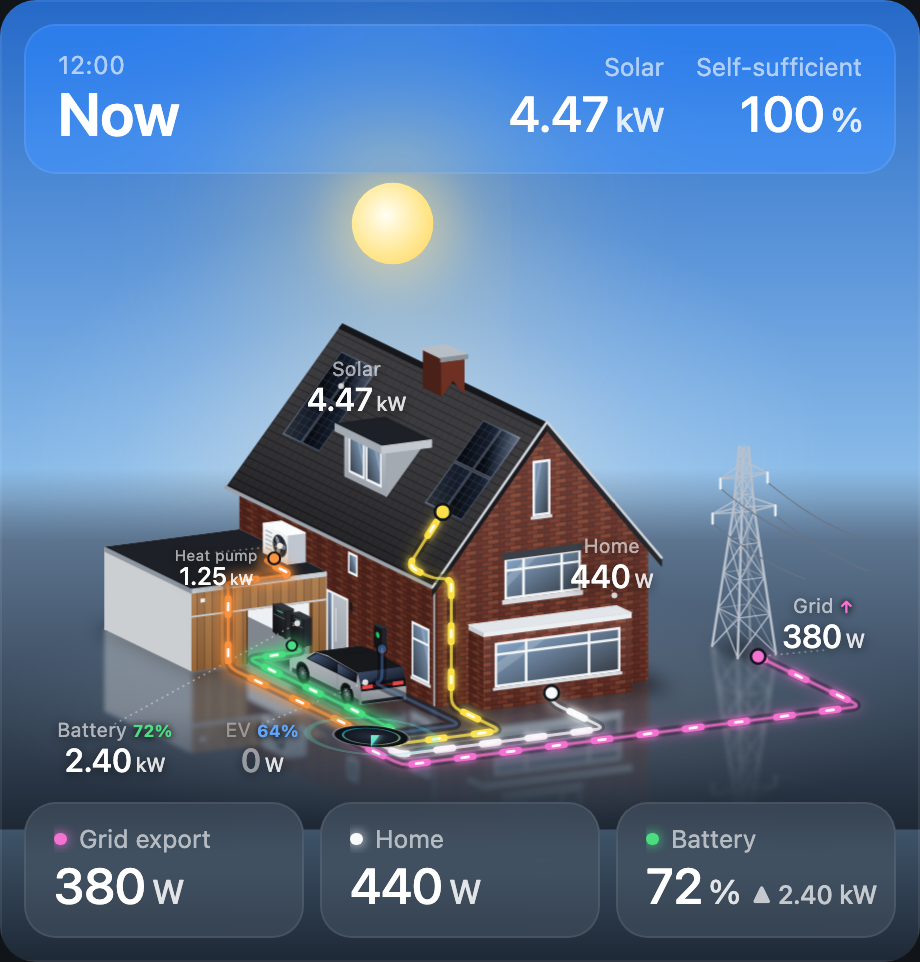 12:00
Now
Solar
4.47 kW
Self-sufficient
100 %
Solar
4.47 kW
Home
440 W
Heat pump
1.25 kW
Grid ↑
380 W
Battery 72%
2.40 kW
EV 64%
0 W
Grid export
380 W
Home
440 W
Battery
72 % ▲ 2.40 kW